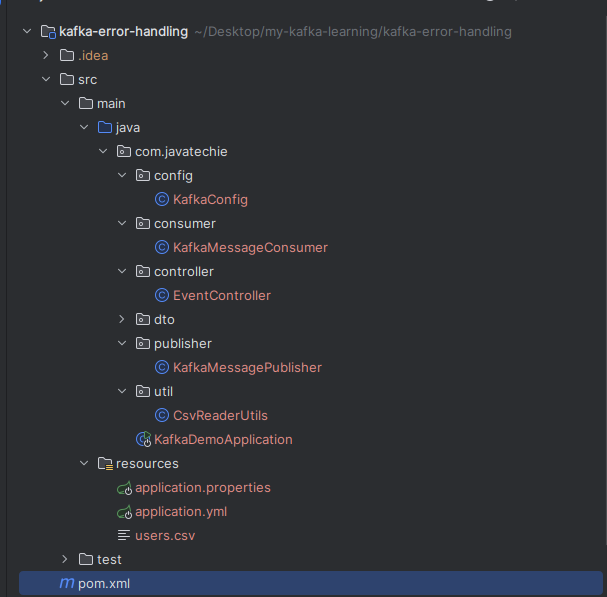 kafka-error-handling ~/Desktop/my-kafka-learning/kafka-error-handling
.idea
src
main
java
com.javatechie
config
KafkaConfig
consumer
KafkaMessageConsumer
controller
EventController
dto
publisher
KafkaMessagePublisher
util
CsvReaderUtils
KafkaDemoApplication
resources
application.properties
application.yml
users.csv
test
pom.xml